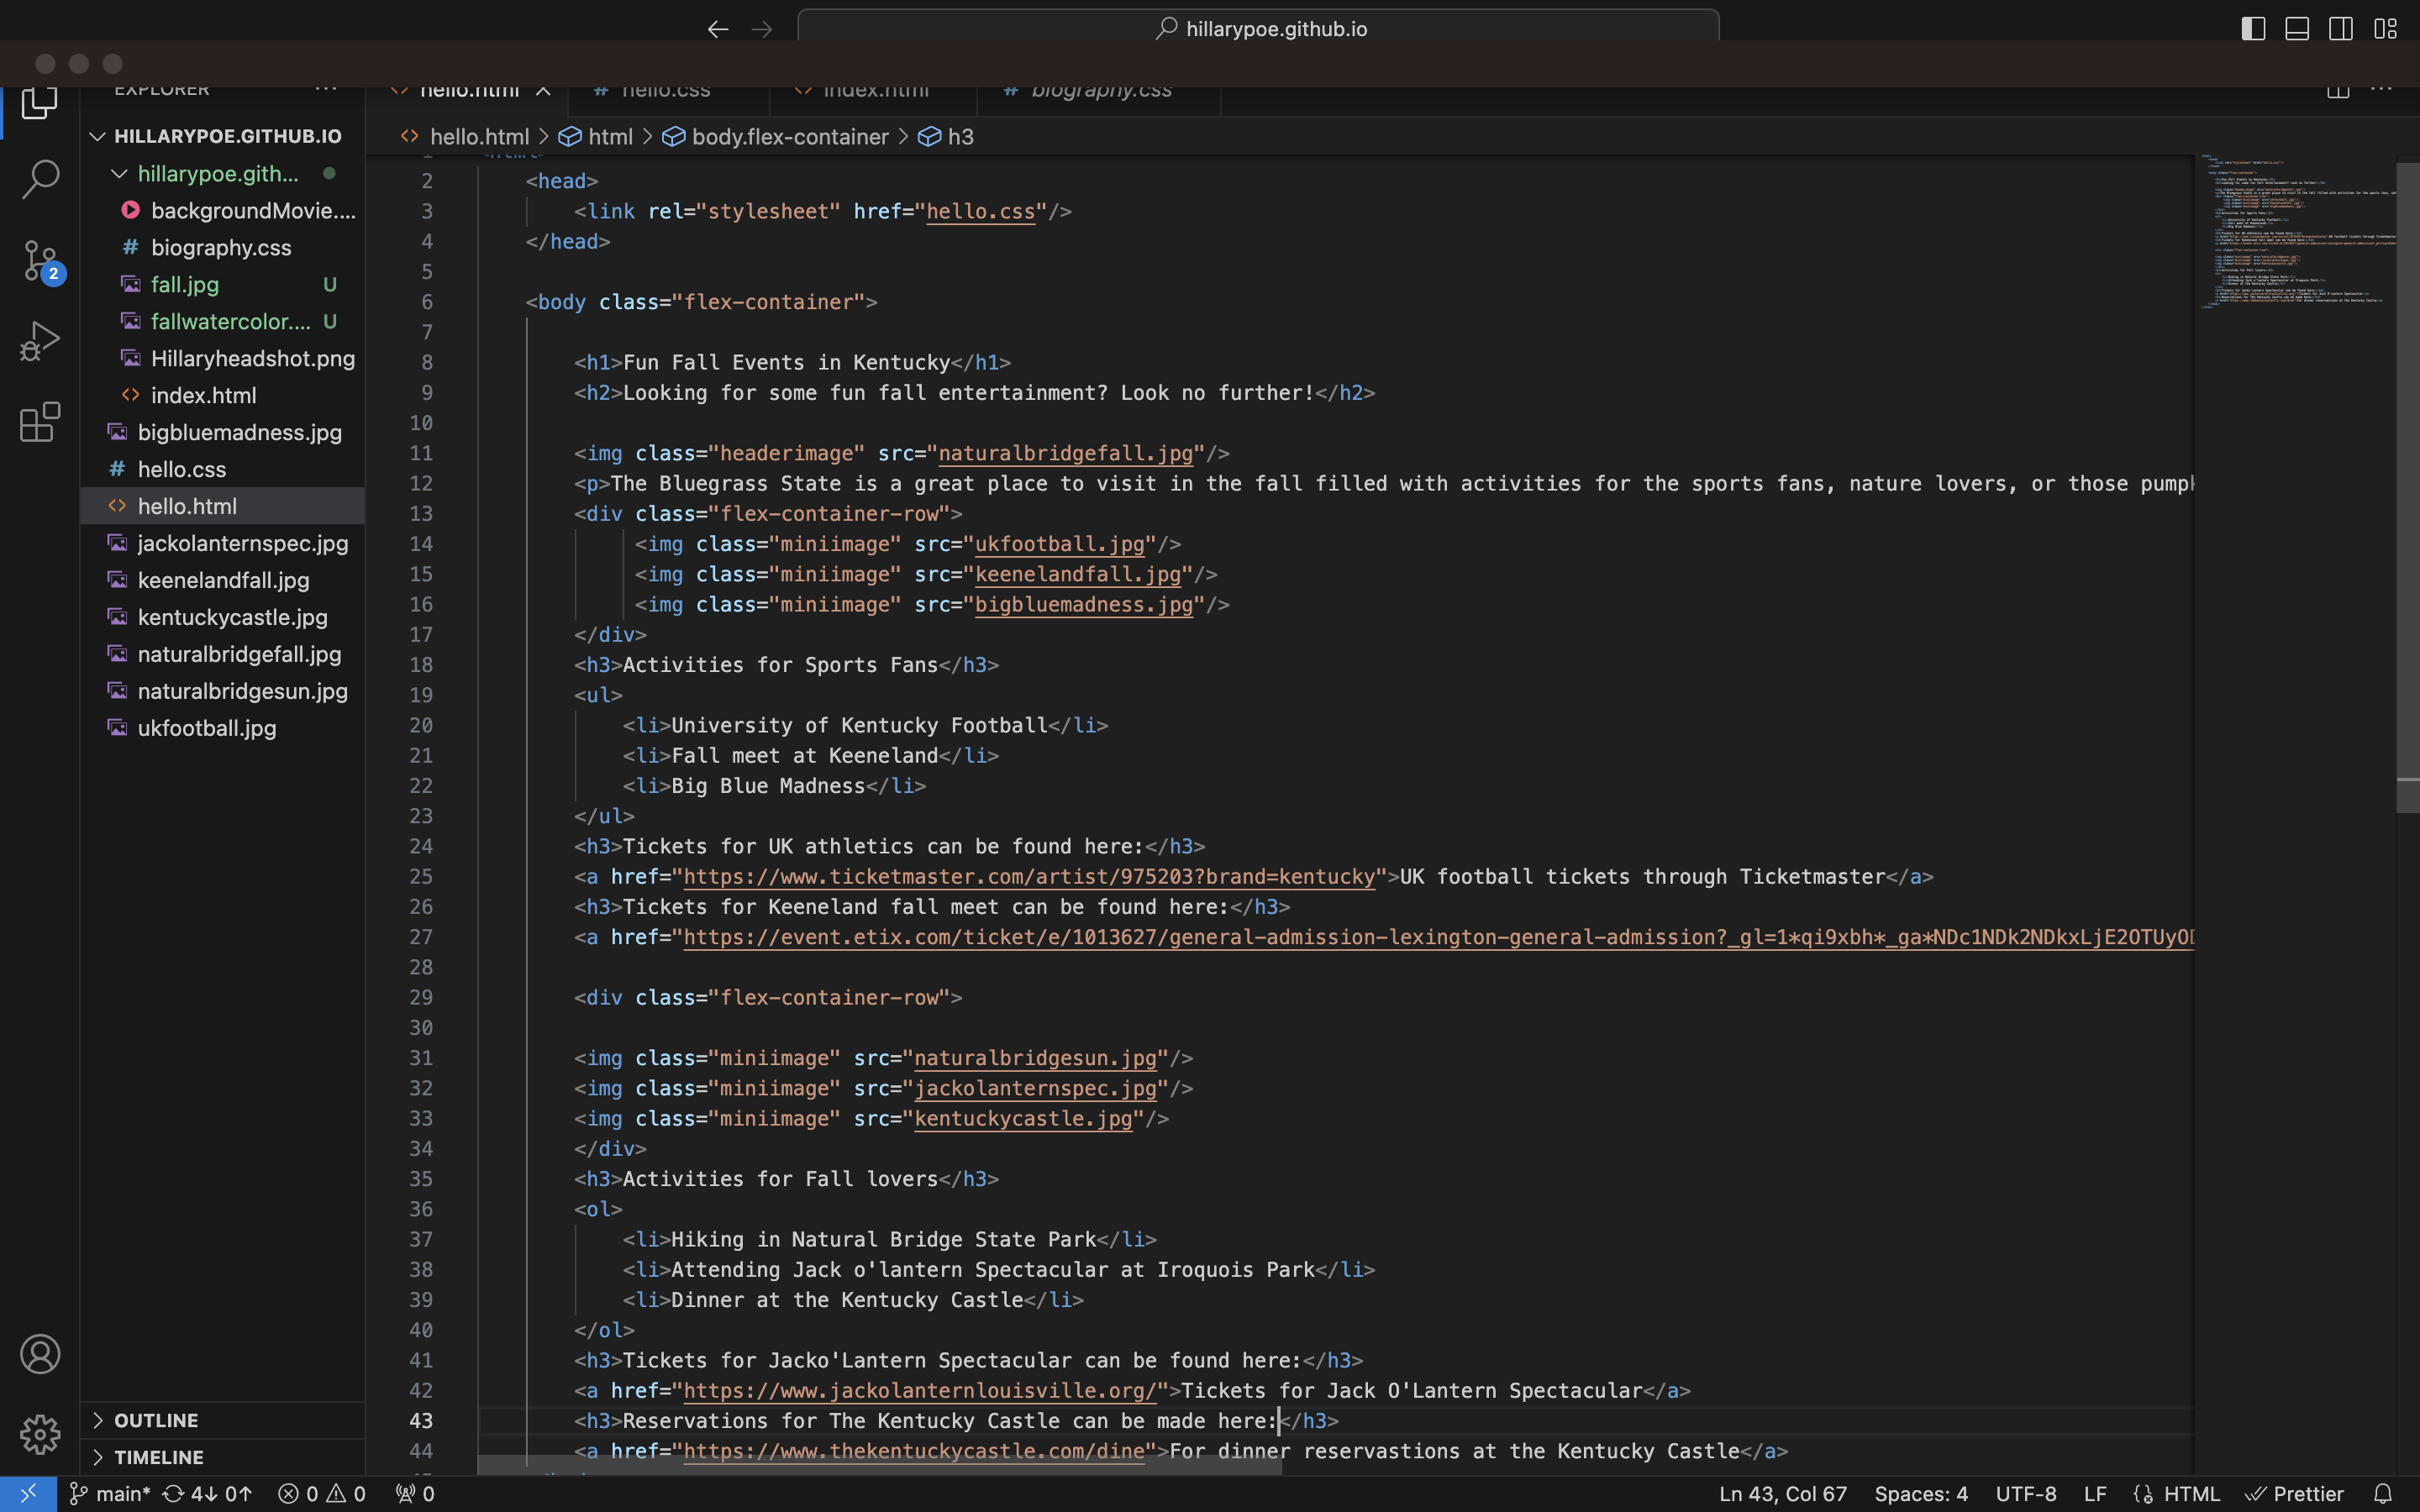 hillarypoe.github.io
EXPLORER
hello.html
hello.css
index.html
biography.css
HILLARYPOE.GITHUB.IO
hello.html > html > body.flex-container > h3
hillarypoe.gith...
backgroundMovie....
biography.css
fall.jpg U
fallwatercolor.... U
Hillaryheadshot.png
index.html
bigbluemadness.jpg
hello.css
hello.html
jackolanternspec.jpg
keenelandfall.jpg
kentuckycastle.jpg
naturalbridgefall.jpg
naturalbridgesun.jpg
ukfootball.jpg
2
OUTLINE
TIMELINE
1 <html>
2 <head>
3 <link rel="stylesheet" href="hello.css"/>
4 </head>
5
6 <body class="flex-container">
7
8 <h1>Fun Fall Events in Kentucky</h1>
9 <h2>Looking for some fun fall entertainment? Look no further!</h2>
10
11 <img class="headerimage" src="naturalbridgefall.jpg"/>
12 <p>The Bluegrass State is a great place to visit in the fall filled with activities for the sports fans, nature lovers, or those pump
13 <div class="flex-container-row">
14 <img class="miniimage" src="ukfootball.jpg"/>
15 <img class="miniimage" src="keenelandfall.jpg"/>
16 <img class="miniimage" src="bigbluemadness.jpg"/>
17 </div>
18 <h3>Activities for Sports Fans</h3>
19 <ul>
20 <li>University of Kentucky Football</li>
21 <li>Fall meet at Keeneland</li>
22 <li>Big Blue Madness</li>
23 </ul>
24 <h3>Tickets for UK athletics can be found here:</h3>
25 <a href="https://www.ticketmaster.com/artist/975203?brand=kentucky">UK football tickets through Ticketmaster</a>
26 <h3>Tickets for Keeneland fall meet can be found here:</h3>
27 <a href="https://event.etix.com/ticket/e/1013627/general-admission-lexington-general-admission?_gl=1*qi9xbh*_ga*NDc1NDk2NDkxLjE2OTUyOD
28
29 <div class="flex-container-row">
30
31 <img class="miniimage" src="naturalbridgesun.jpg"/>
32 <img class="miniimage" src="jackolanternspec.jpg"/>
33 <img class="miniimage" src="kentuckycastle.jpg"/>
34 </div>
35 <h3>Activities for Fall lovers</h3>
36 <ol>
37 <li>Hiking in Natural Bridge State Park</li>
38 <li>Attending Jack o'lantern Spectacular at Iroquois Park</li>
39 <li>Dinner at the Kentucky Castle</li>
40 </ol>
41 <h3>Tickets for Jacko'Lantern Spectacular can be found here:</h3>
42 <a href="https://www.jackolanternlouisville.org/">Tickets for Jack O'Lantern Spectacular</a>
43 <h3>Reservations for The Kentucky Castle can be made here:</h3>
44 <a href="https://www.thekentuckycastle.com/dine">For dinner reservastions at the Kentucky Castle</a>
main* 4↓ 0↑ 0 0 0 Ln 43, Col 67 Spaces: 4 UTF-8 LF HTML Prettier